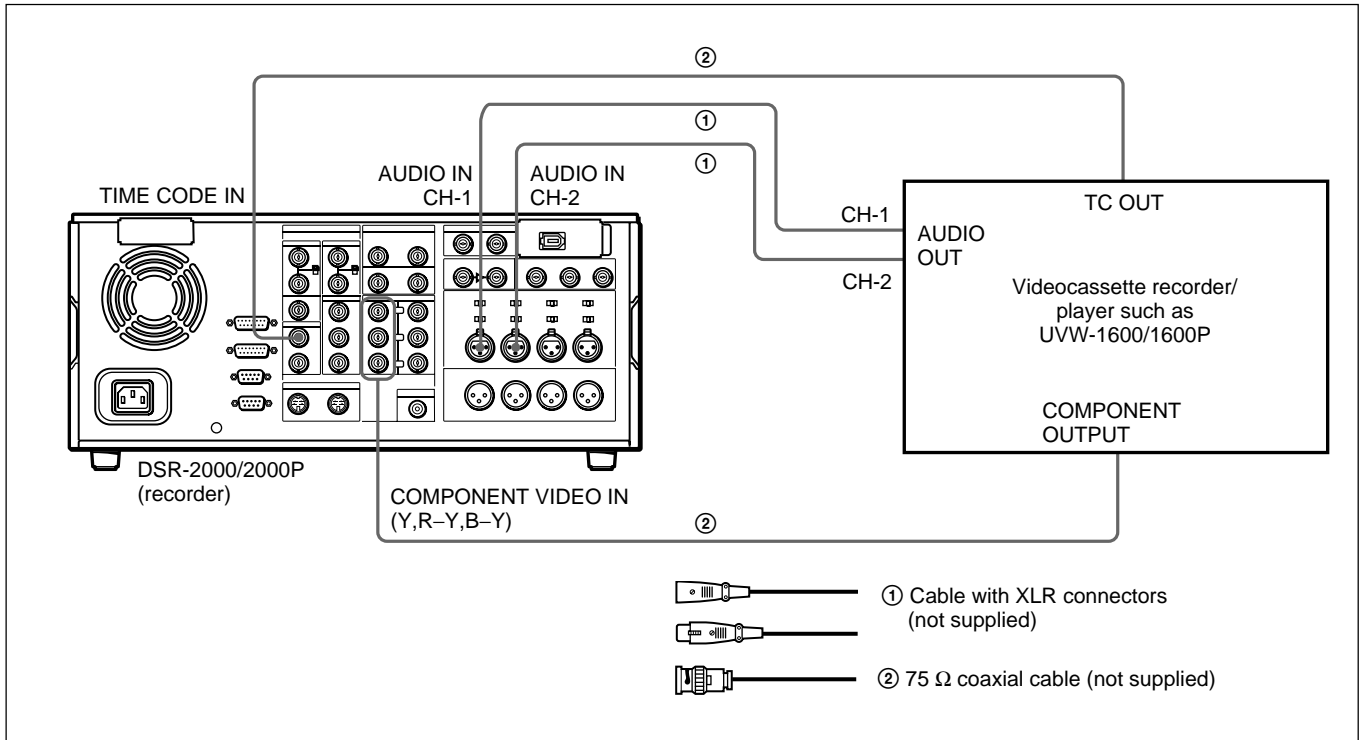 ②
①
①
AUDIO IN
CH-1
AUDIO IN
CH-2
TIME CODE IN
TC OUT
CH-1
AUDIO
OUT
CH-2
Videocassette recorder/
player such as
UVW-1600/1600P
COMPONENT
OUTPUT
DSR-2000/2000P
(recorder)
COMPONENT VIDEO IN
(Y,R–Y,B–Y)
②
① Cable with XLR connectors
(not supplied)
② 75 Ω coaxial cable (not supplied)